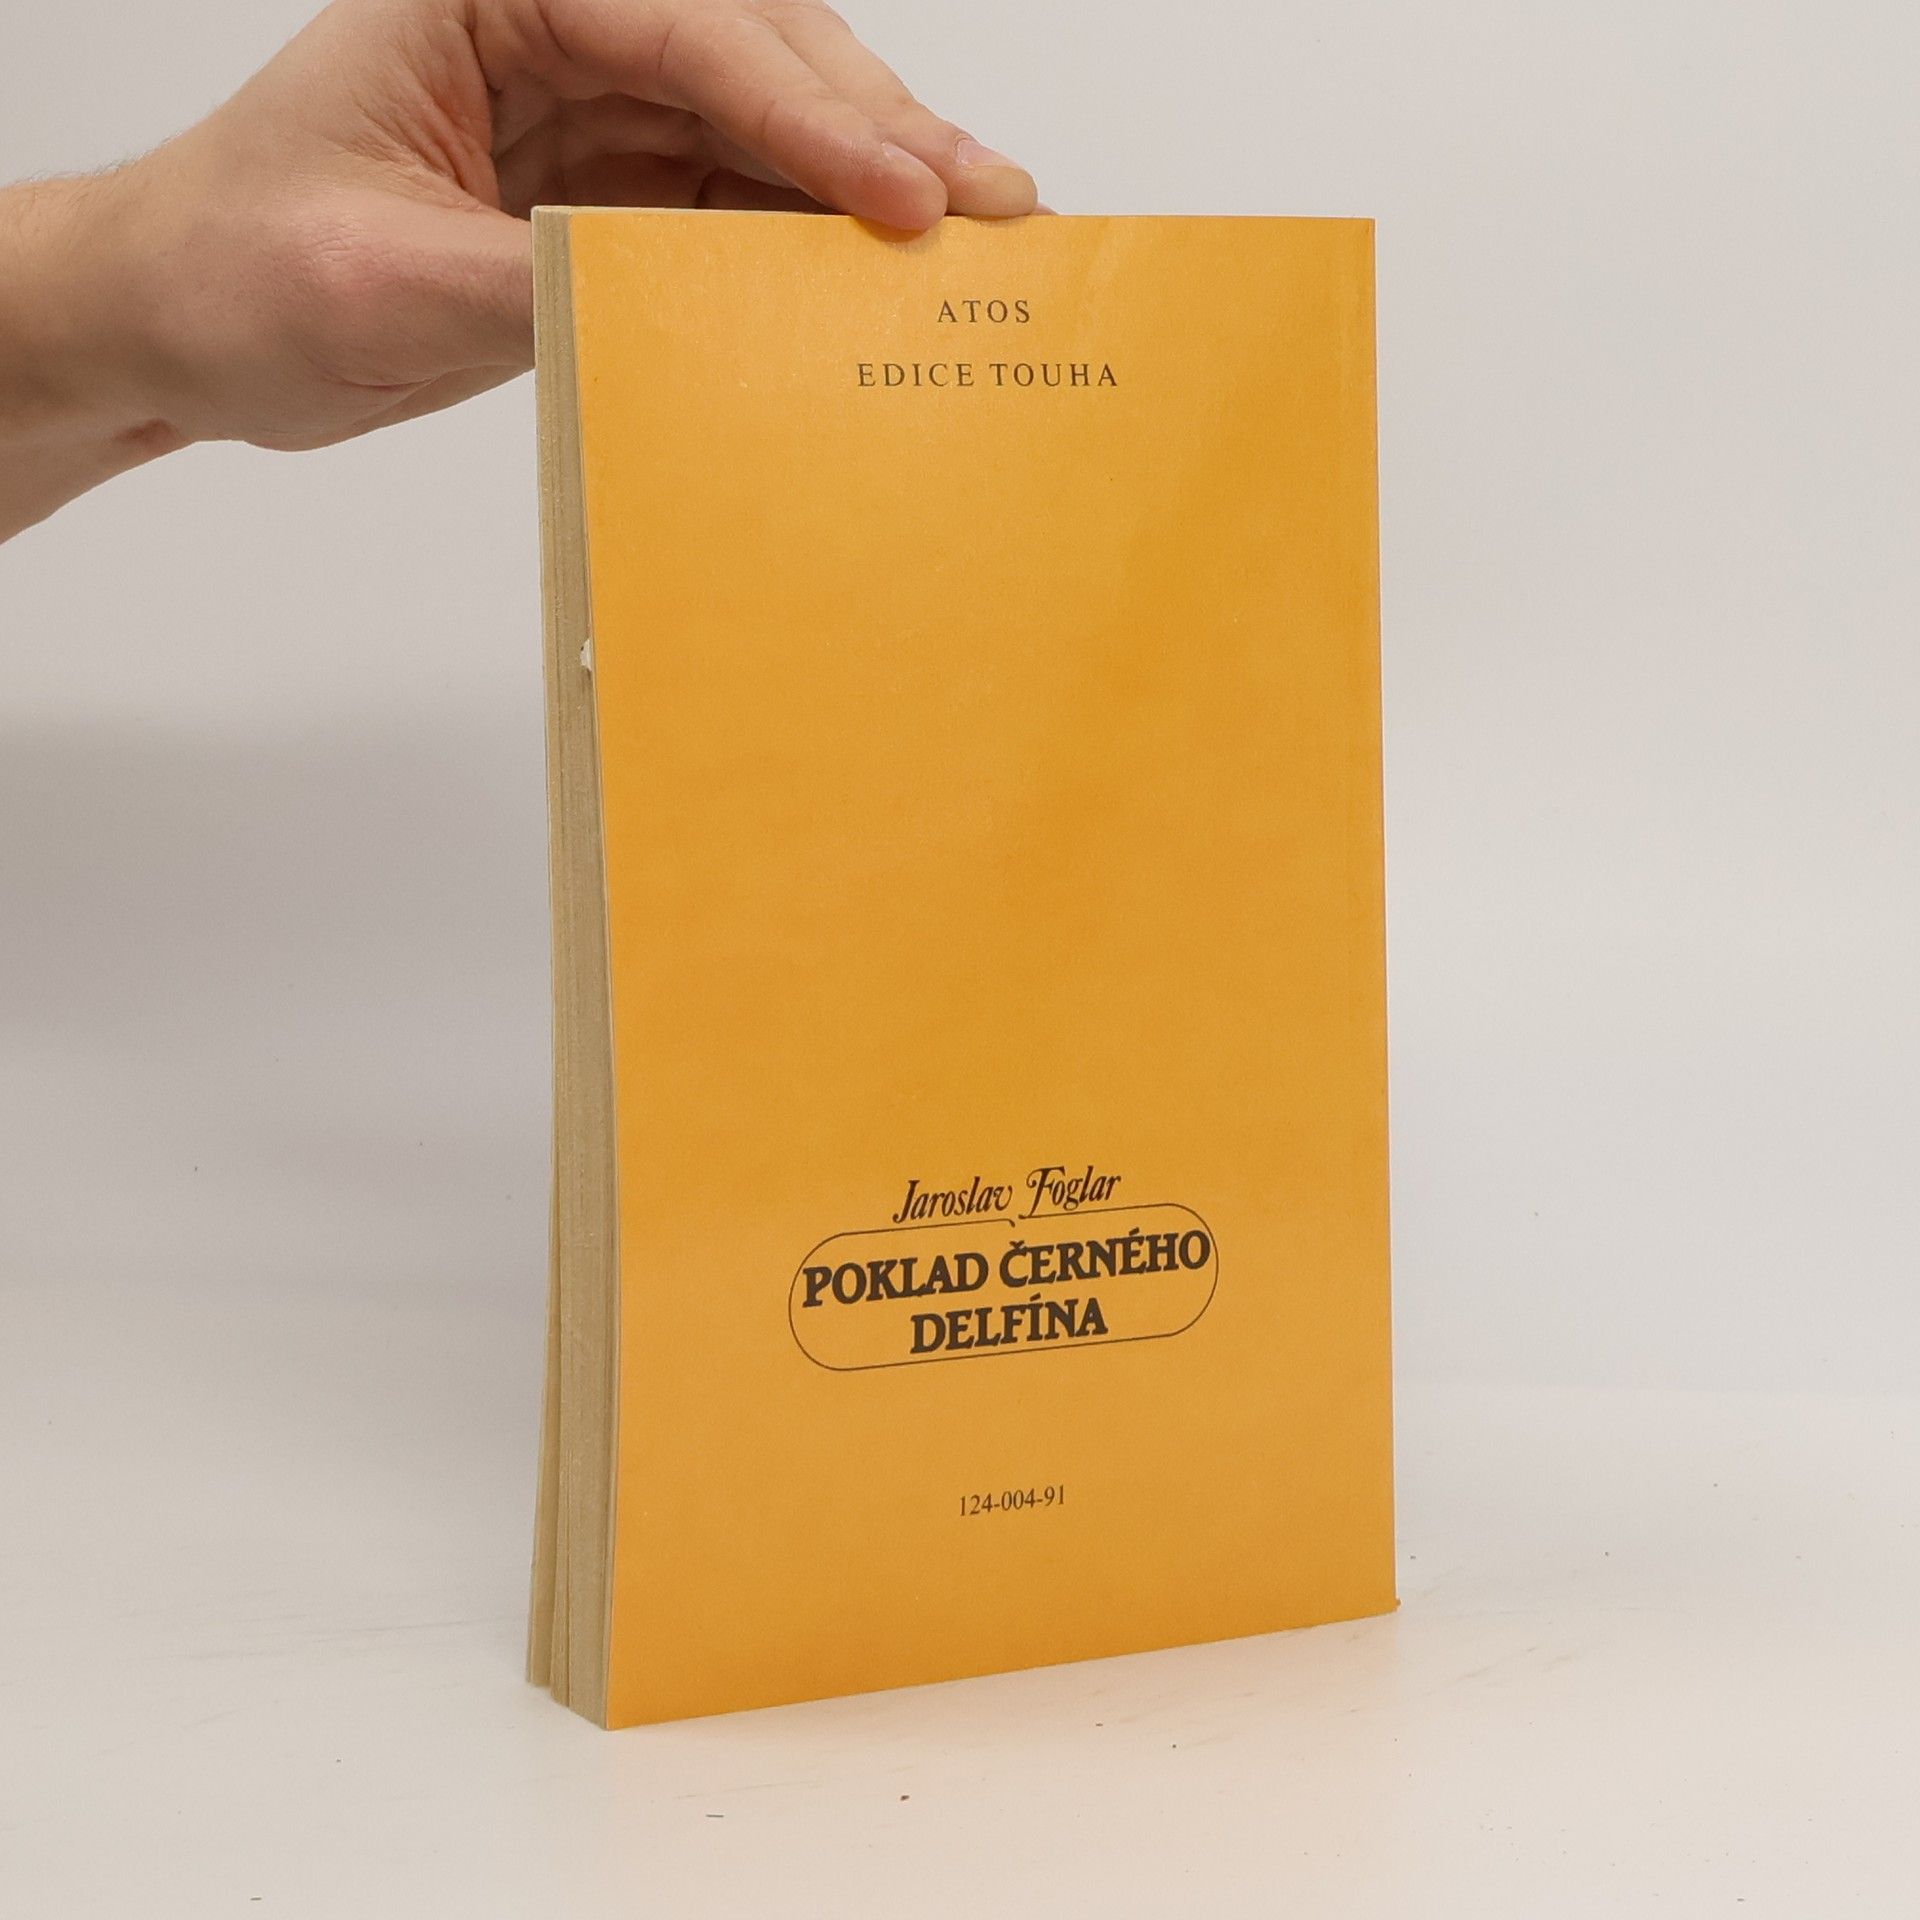 ATOS
EDICE TOUHA
Jaroslav Foglar
POKLAD ČERNÉHO
DELFÍNA
124-004-91